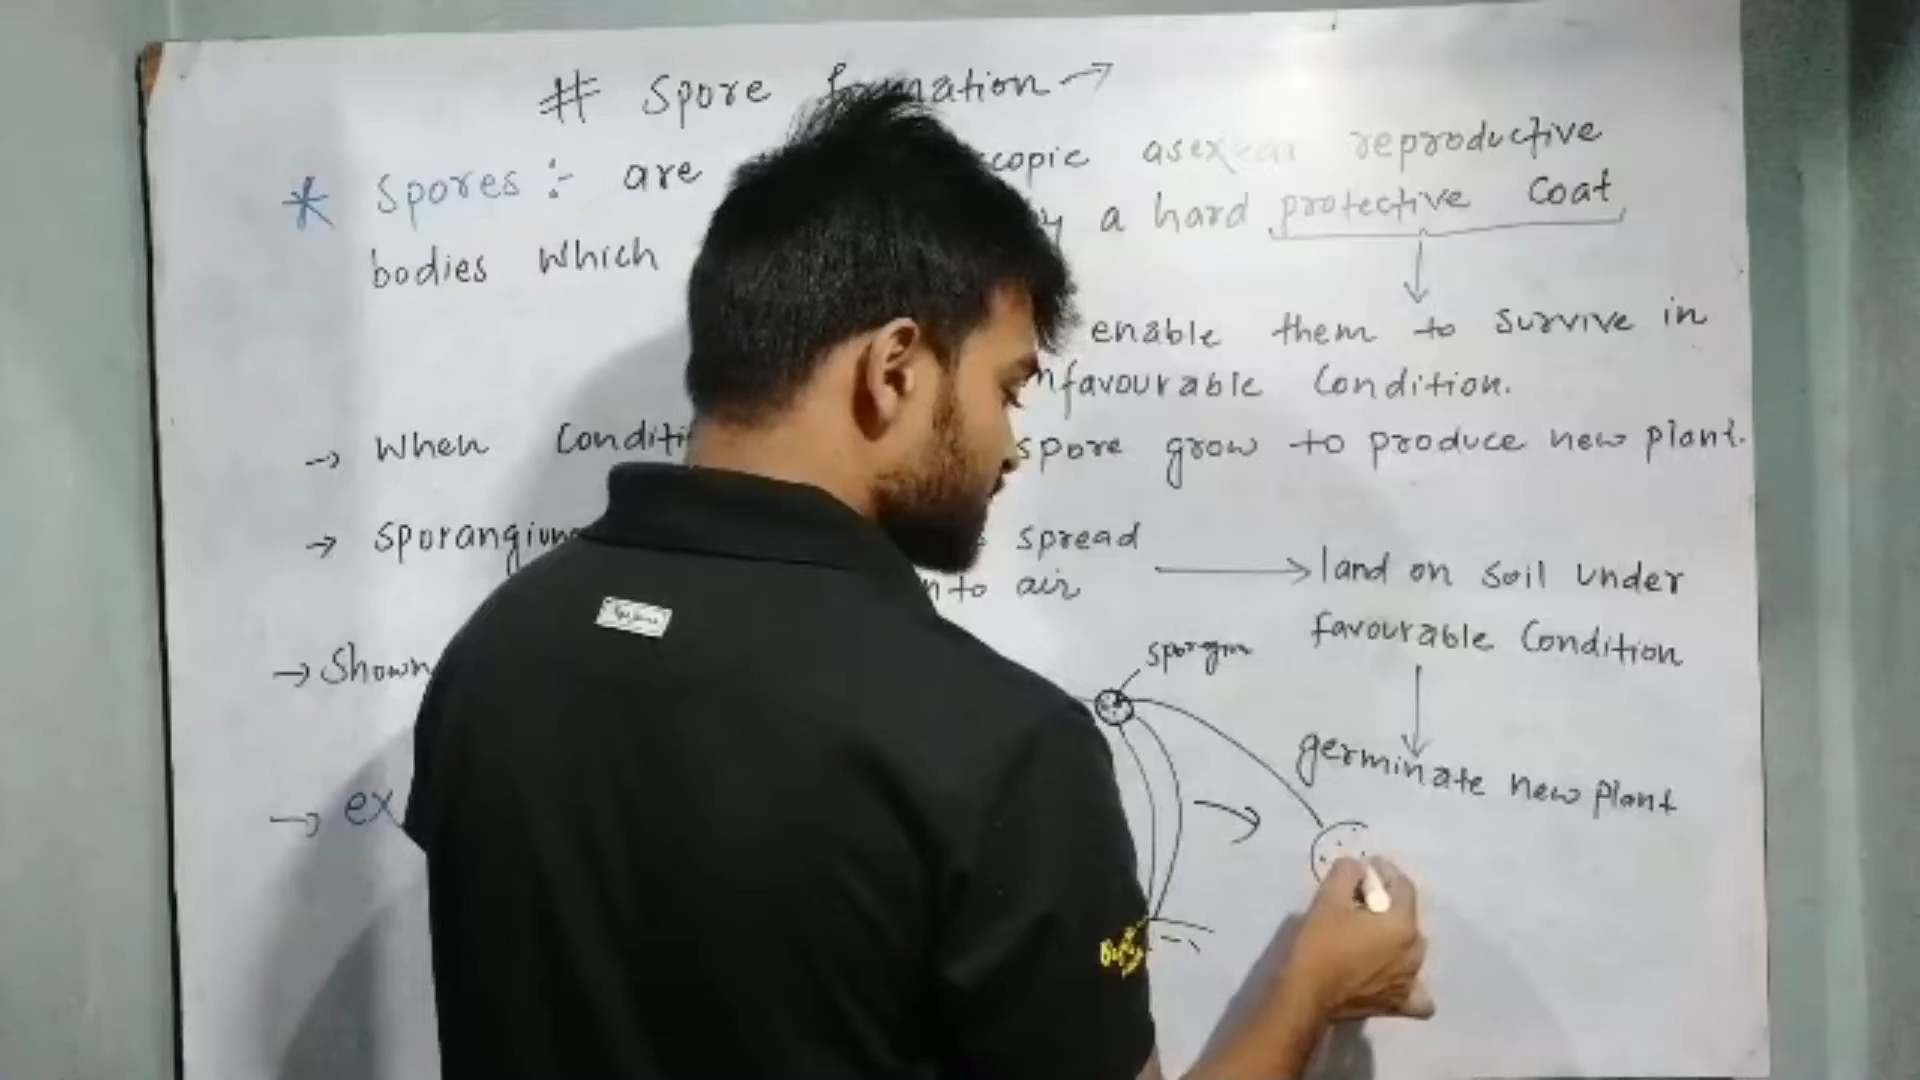 # Spore formation →
* Spores :- are scopic asexual reproductive
bodies which a hard protective Coat
enable them to survive in
nfavourable Condition.
→ When Conditi spore grow to produce new plant.
→ Sporangium spread
nto air → land on soil under
favourable Condition
→ Shown
germinate new plant
→ ex